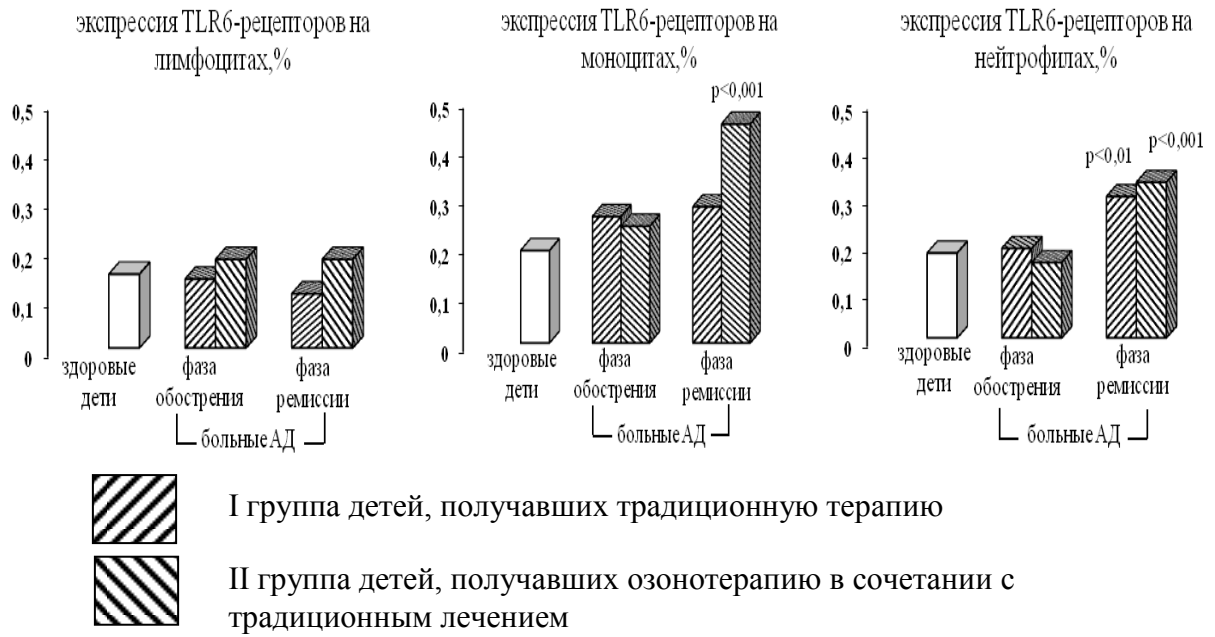 экспрессия TLR6-рецепторов на
лимфоцитах,%
0,5
0,4
0,3
0,2
0,1
0
здоровые
дети
фаза
обострения
фаза
ремиссии
больные АД
экспрессия TLR6-рецепторов на
моноцитах,%
p<0,001
0,5
0,4
0,3
0,2
0,1
0
здоровые
дети
фаза
обострения
фаза
ремиссии
больные АД
экспрессия TLR6-рецепторов на
нейтрофилах,%
p<0,01
p<0,001
0,5
0,4
0,3
0,2
0,1
0
здоровые
дети
фаза
обострения
фаза
ремиссии
больные АД
I группа детей, получавших традиционную терапию
II группа детей, получавших озонотерапию в сочетании с
традиционным лечением